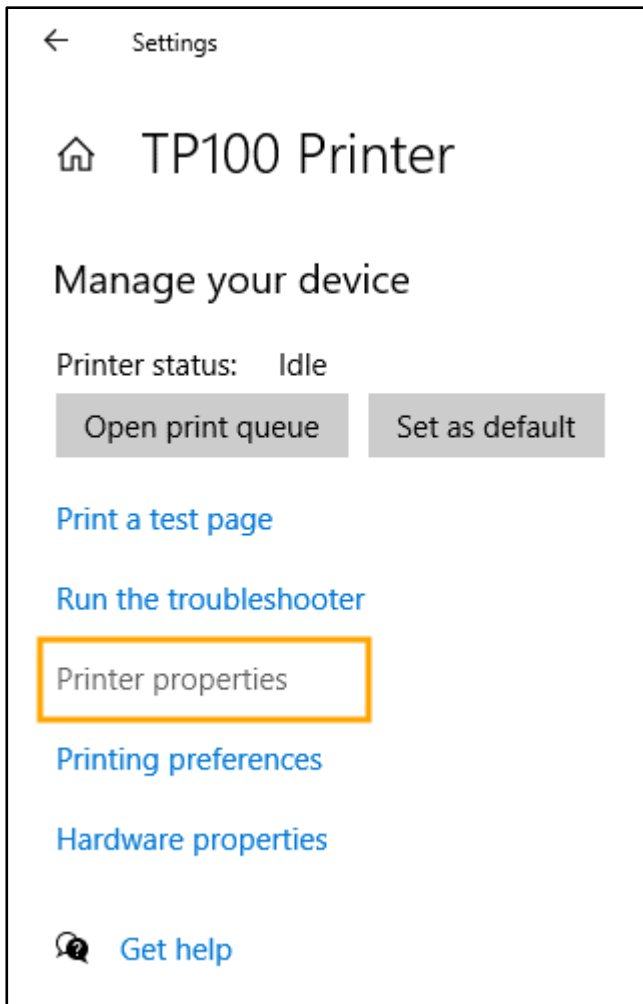 Settings
TP100 Printer
Manage your device
Printer status: Idle
Open print queue Set as default
Print a test page
Run the troubleshooter
Printer properties
Printing preferences
Hardware properties
Get help